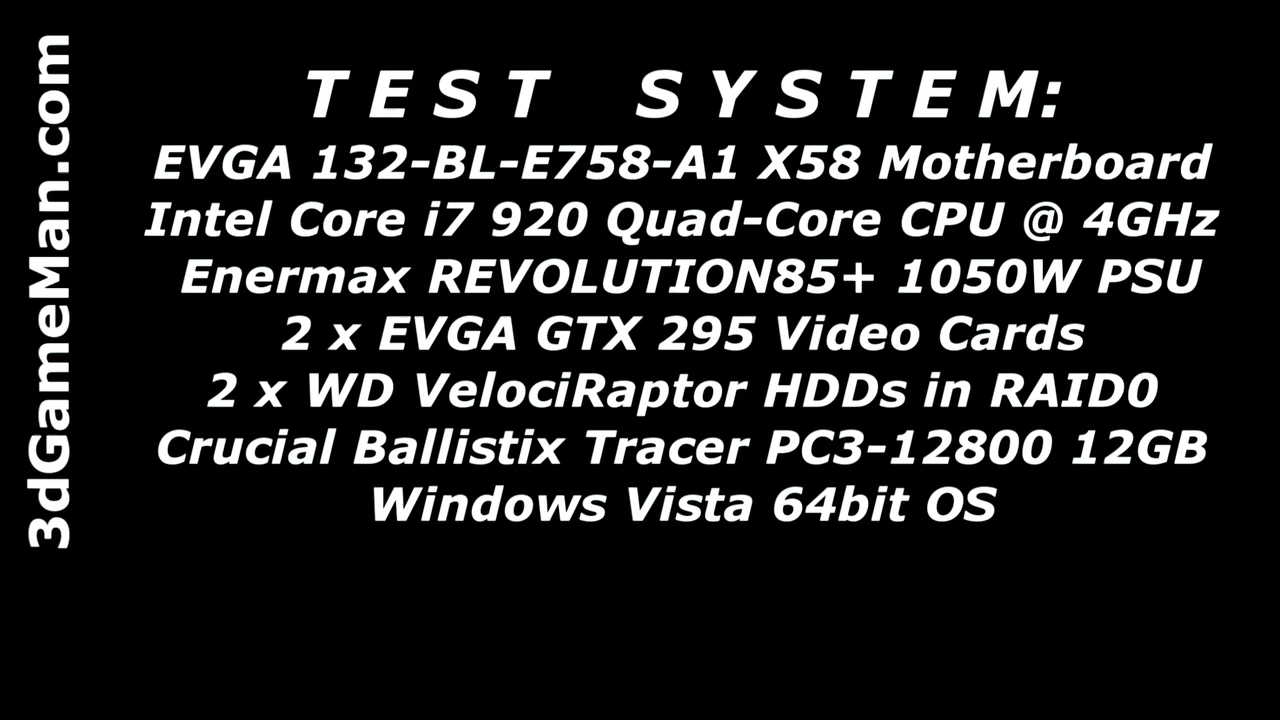 3dGameMan.com
TEST SYSTEM:
EVGA 132-BL-E758-A1 X58 Motherboard
Intel Core i7 920 Quad-Core CPU @ 4GHz
Enermax REVOLUTION85+ 1050W PSU
2 x EVGA GTX 295 Video Cards
2 x WD VelociRaptor HDDs in RAID0
Crucial Ballistix Tracer PC3-12800 12GB
Windows Vista 64bit OS